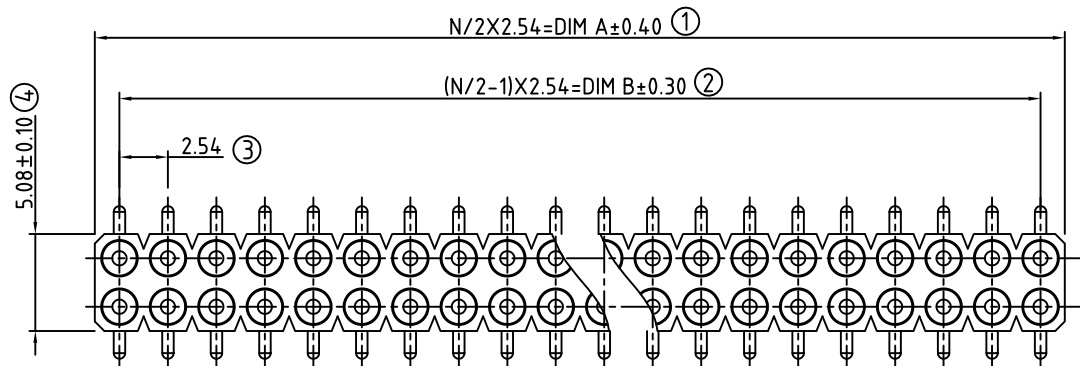 N/2X2.54=DIM A±0.40 ①
(N/2-1)X2.54=DIM B±0.30 ②
2.54 ③
5.08±0.10 ④